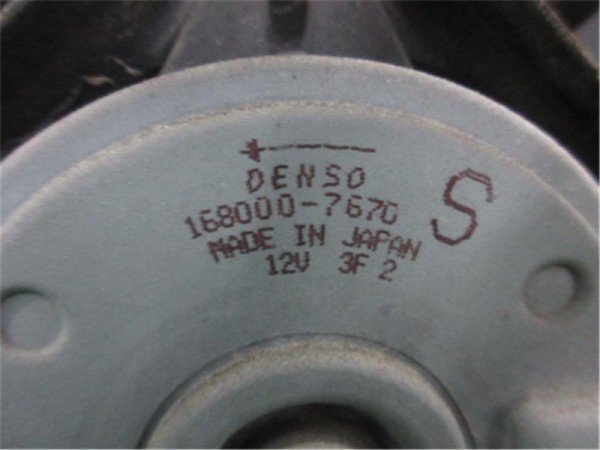 DENSO
168000-7670
MADE IN JAPAN
12V 3F 2
S